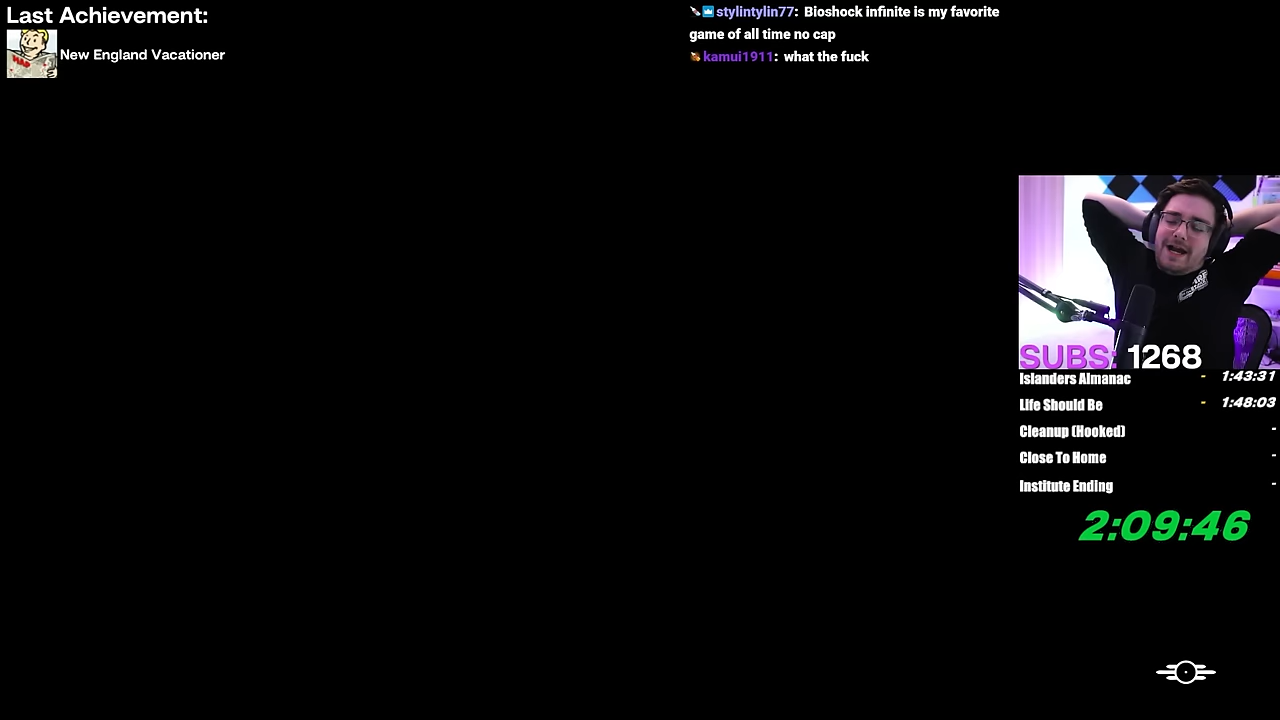 Last Achievement:
New England Vacationer
stylintylin77: Bioshock infinite is my favorite
game of all time no cap
kamui1911: what the fuck
SUBS: 1268
Islanders Almanac - 1:43:31
Life Should Be - 1:48:03
Cleanup (Hooked) -
Close To Home -
Institute Ending -
2:09:46